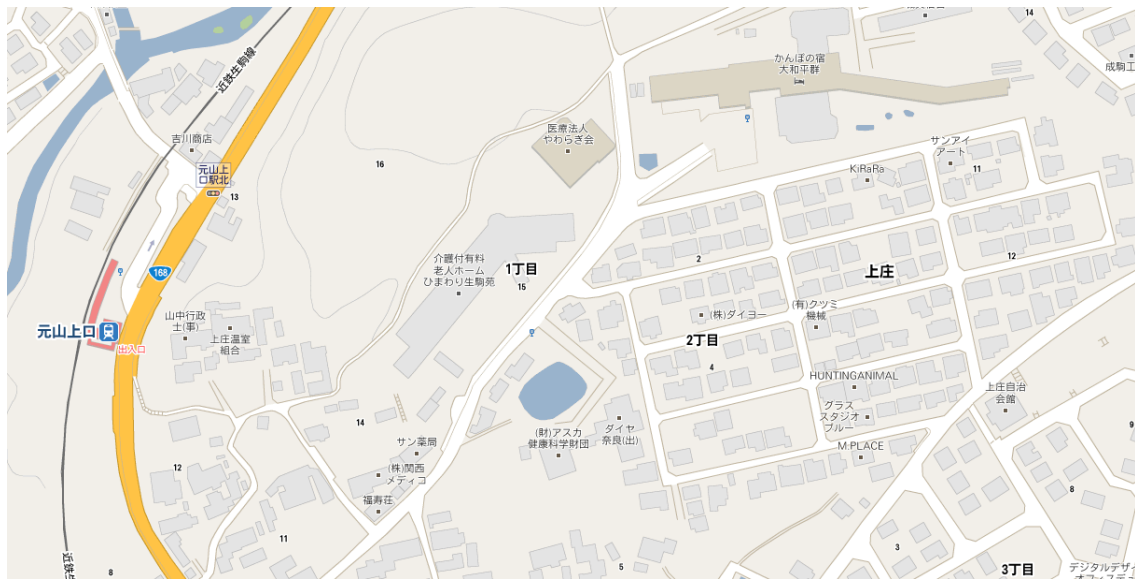 14
かんぽの宿
大和平群
成駒工
近鉄生駒線
吉川商店
医療法人
やわらぎ会
サンアイ
アート
16
KiRaRa
11
元山上
口駅北
13
2
12
介護付有料
老人ホーム
ひまわり生駒苑
1丁目
15
上庄
168
山中行政
士(事)
上庄温室
組合
(株)ダイヨー
(有)クツミ
機械
元山上口
出入口
2丁目
4
HUNTINGANIMAL
上庄自治
会館
グラス
スタジオ
ブルー
14
(財)アスカ
健康科学財団
ダイヤ
奈良(出)
9
サン薬局
M.PLACE
12
(株)関西
メディコ
8
福寿荘
11
3
近鉄生
8
5
3丁目
デジタルデザイ